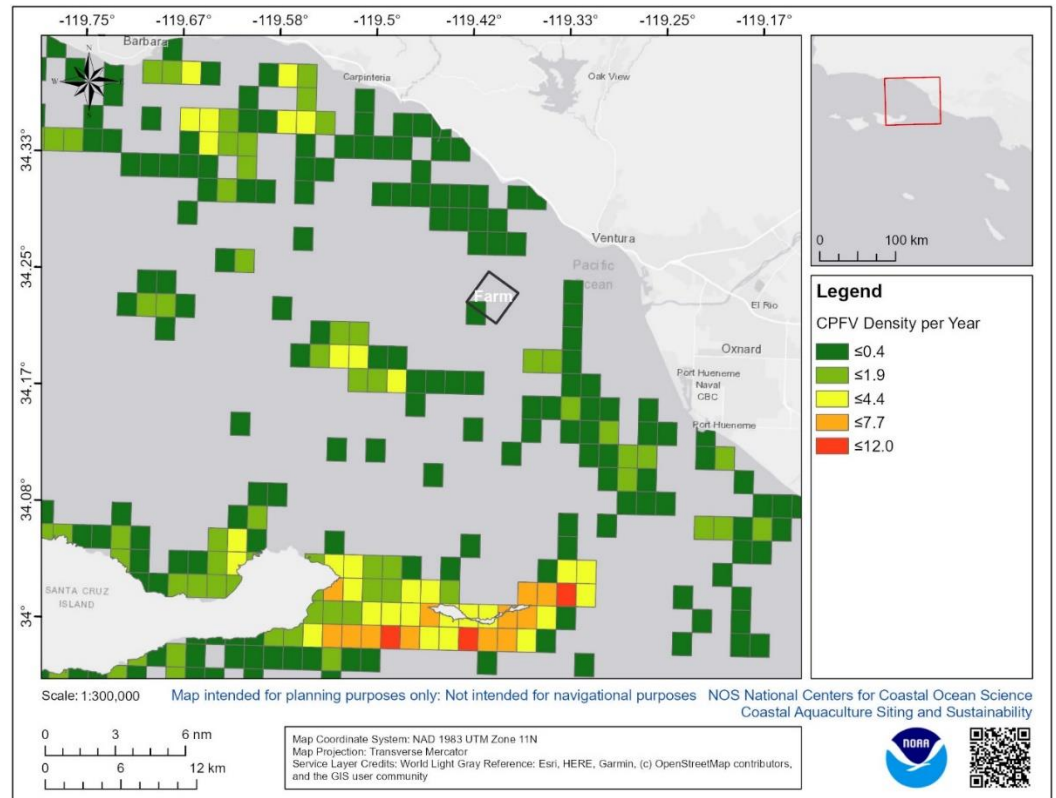 -119.75° -119.67° -119.58° -119.5° -119.42° -119.33° -119.25° -119.17°
34.33°
34.25°
34.17°
34.08°
34°
Barbara
N
W
S
Carpinteria
Oak View
Ventura
Pacific
Ocean
Farm
El Rio
Oxnard
Port Hueneme
Naval
CBC
Port Hueneme
SANTA CRUZ
ISLAND
0 100 km
Legend
CPFV Density per Year
≤0.4
≤1.9
≤4.4
≤7.7
≤12.0
Scale: 1:300,000
Map intended for planning purposes only: Not intended for navigational purposes
NOS National Centers for Coastal Ocean Science
Coastal Aquaculture Siting and Sustainability
0 3 6 nm
0 6 12 km
Map Coordinate System: NAD 1983 UTM Zone 11N
Map Projection: Transverse Mercator
Service Layer Credits: World Light Gray Reference: Esri, HERE, Garmin, (c) OpenStreetMap contributors,
and the GIS user community
NOAA